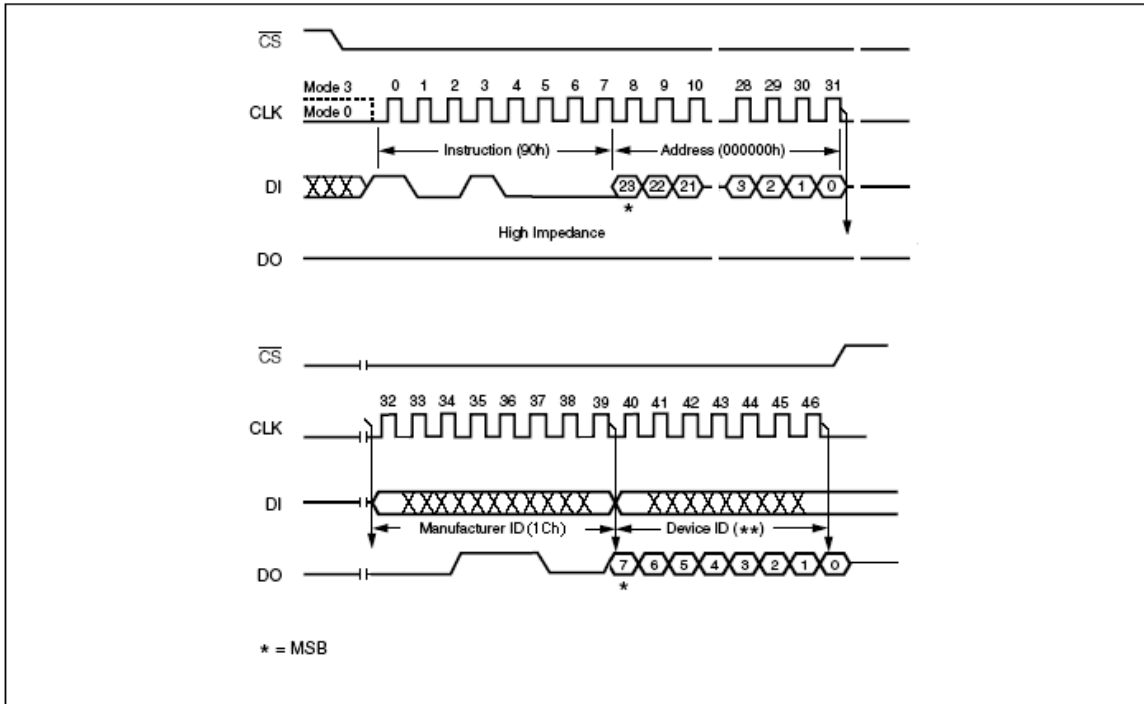 CS
Mode 3 0 1 2 3 4 5 6 7 8 9 10 28 29 30 31
CLK Mode 0
Instruction (90h) Address (000000h)
DI 23 22 21 3 2 1 0
*
High Impedance
DO
CS
32 33 34 35 36 37 38 39 40 41 42 43 44 45 46
CLK
DI
Manufacturer ID (1Ch) Device ID (**)
DO 7 6 5 4 3 2 1 0
*
* = MSB